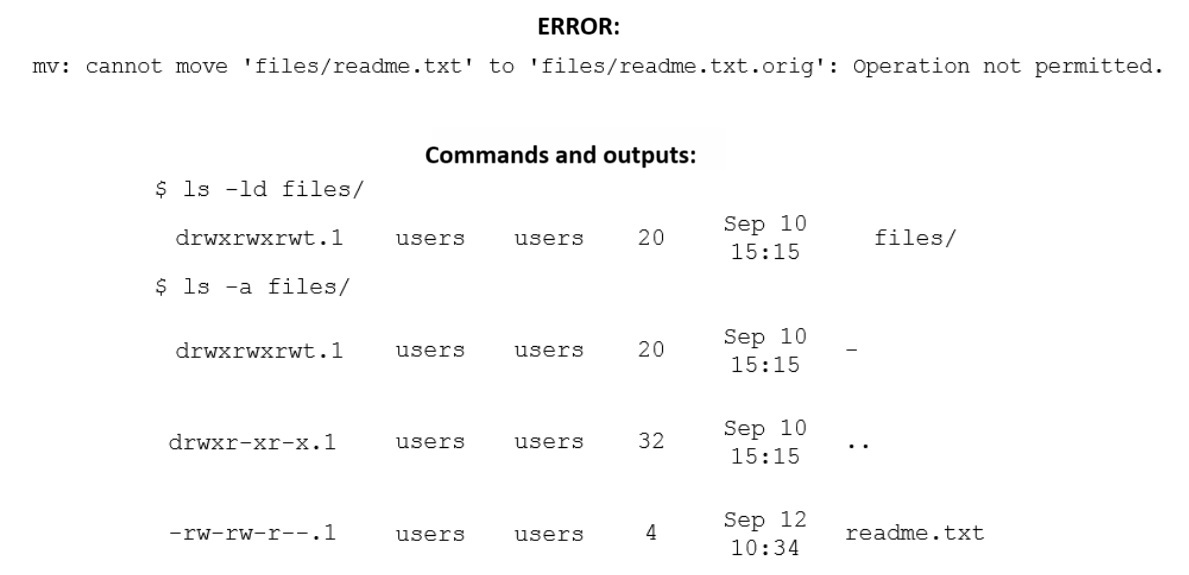 ERROR:
mv: cannot move 'files/readme.txt' to 'files/readme.txt.orig': Operation not permitted.
Commands and outputs:
$ ls -ld files/
drwxrwxrwt.1 users users 20 Sep 10 15:15 files/
$ ls -a files/
drwxrwxrwt.1 users users 20 Sep 10 15:15 -
drwxr-xr-x.1 users users 32 Sep 10 15:15 ..
-rw-rw-r--.1 users users 4 Sep 12 10:34 readme.txt